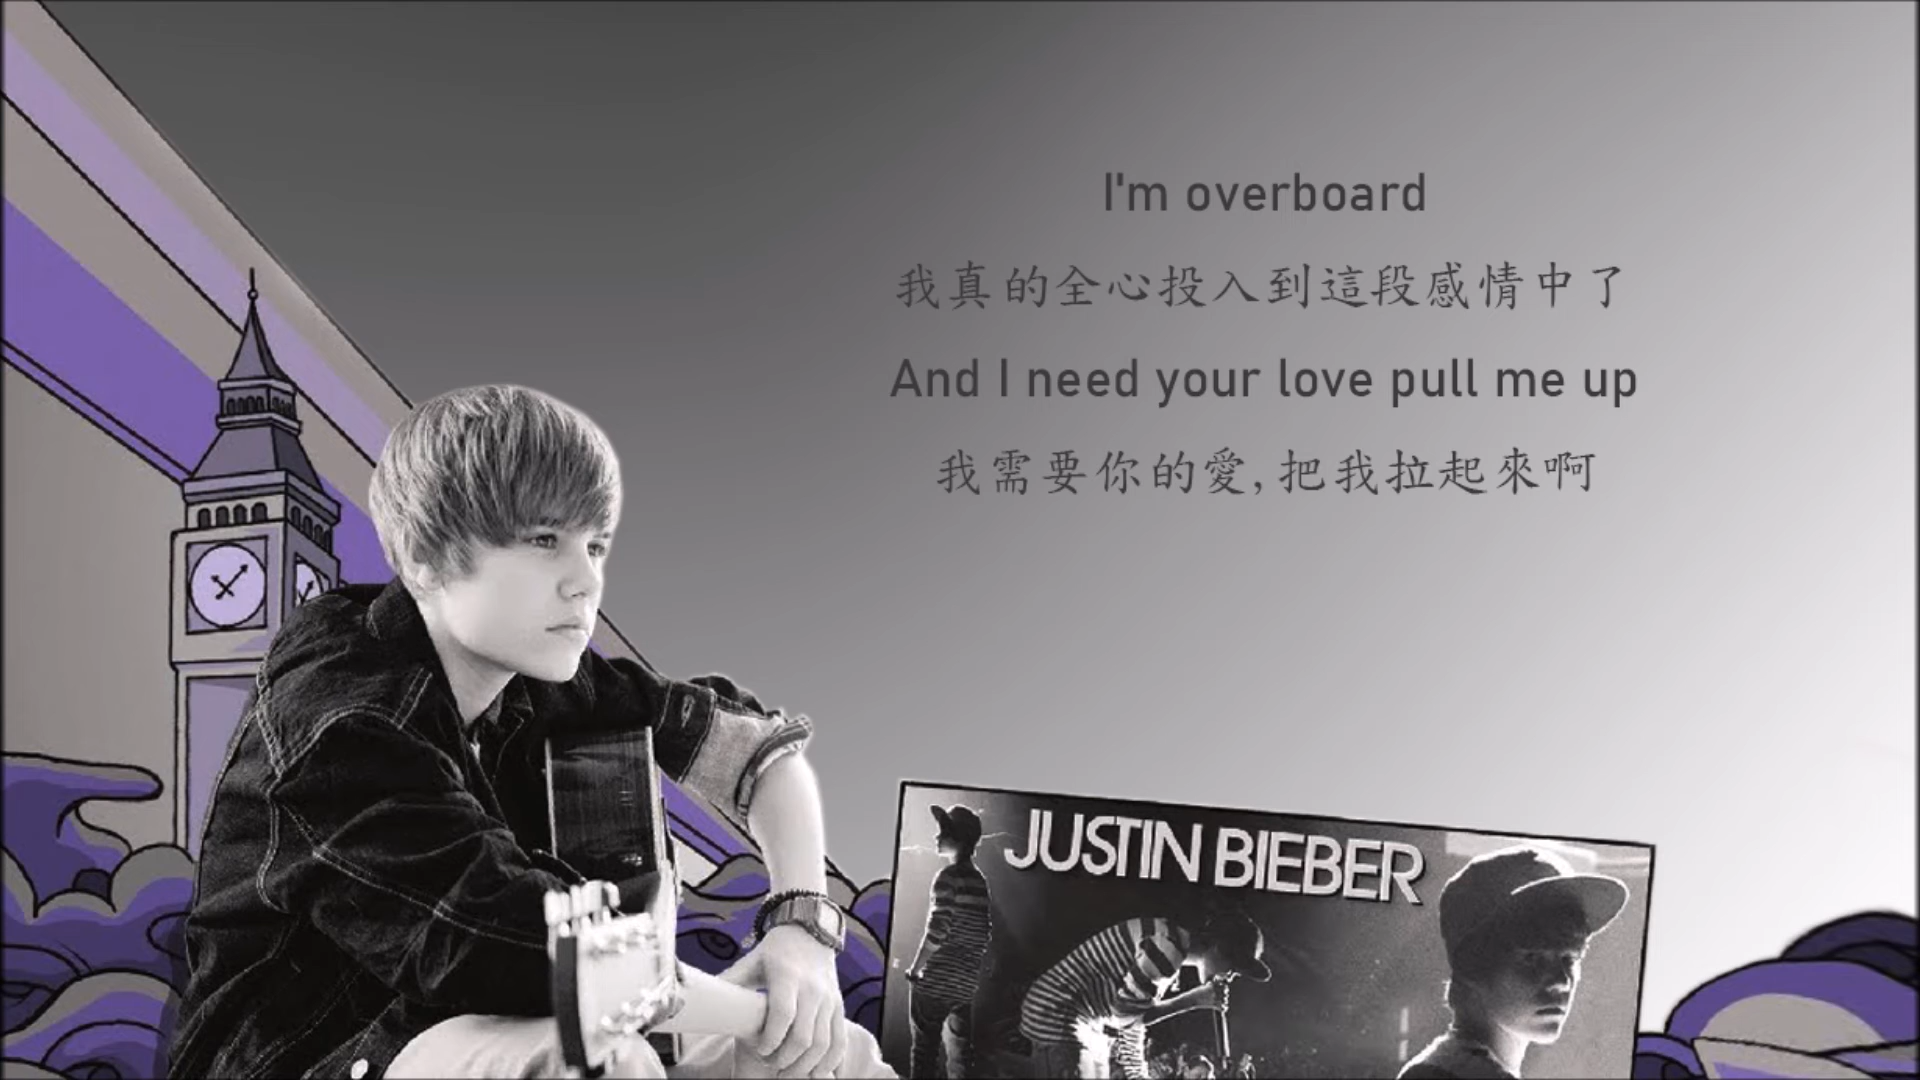 I'm overboard
我真的全心投入到這段感情中了
And I need your love pull me up
我需要你的愛,把我拉起來啊
JUSTIN BIEBER